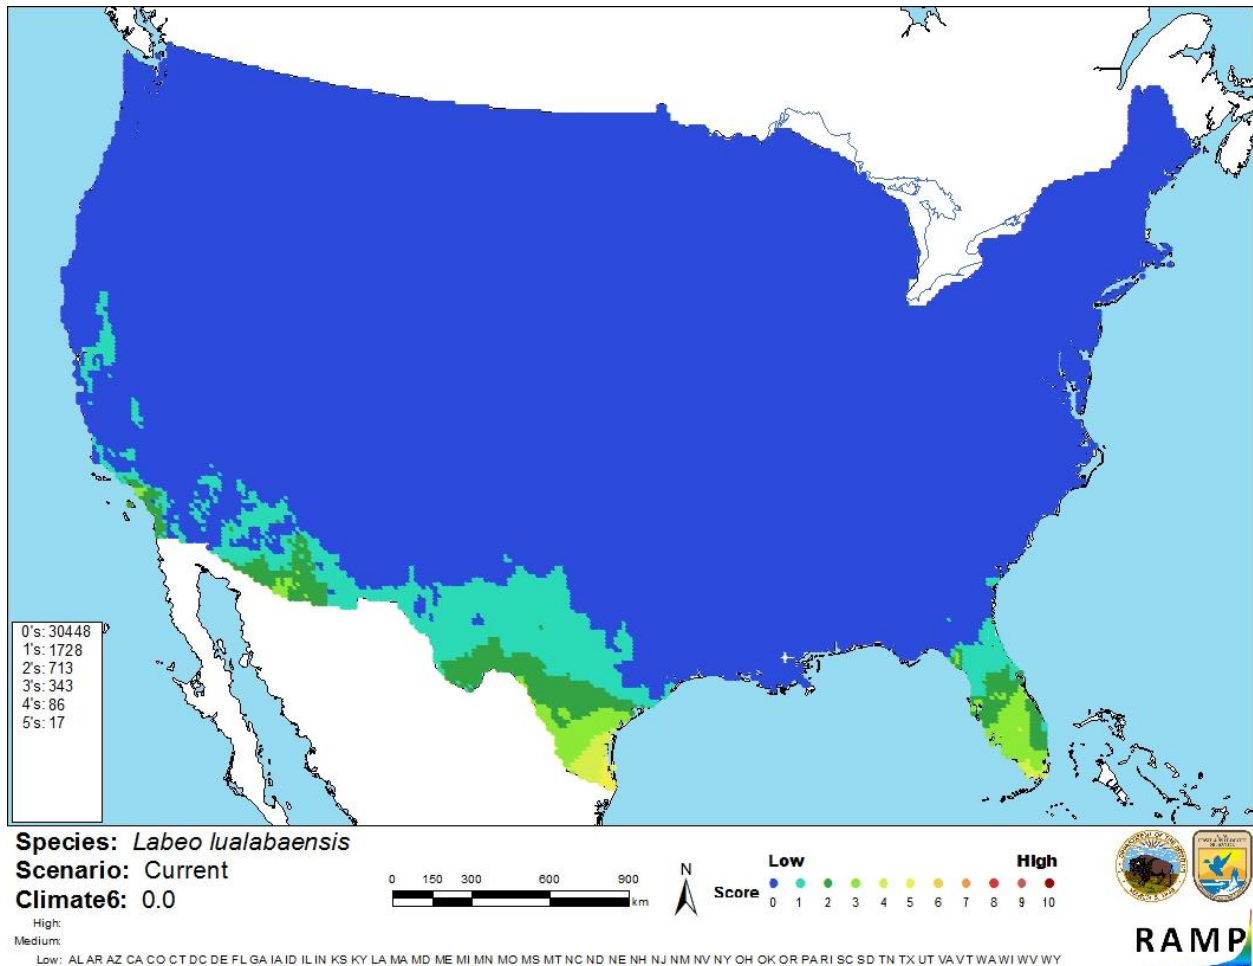 0's: 30448
1's: 1728
2's: 713
3's: 343
4's: 86
5's: 17
Species: Labeo lualabaensis
Scenario: Current
Climate6: 0.0
High:
Medium:
Low: AL AR AZ CA CO CT DC DE FL GA IA ID IL IN KS KY LA MA MD ME MI MN MO MS MT NC ND NE NH NJ NM NV NY OH OK OR PA RI SC SD TN TX UT VA VT WA WI WV WY
0 150 300 600 900
km
N
Low High
Score
0 1 2 3 4 5 6 7 8 9 10
RAMP